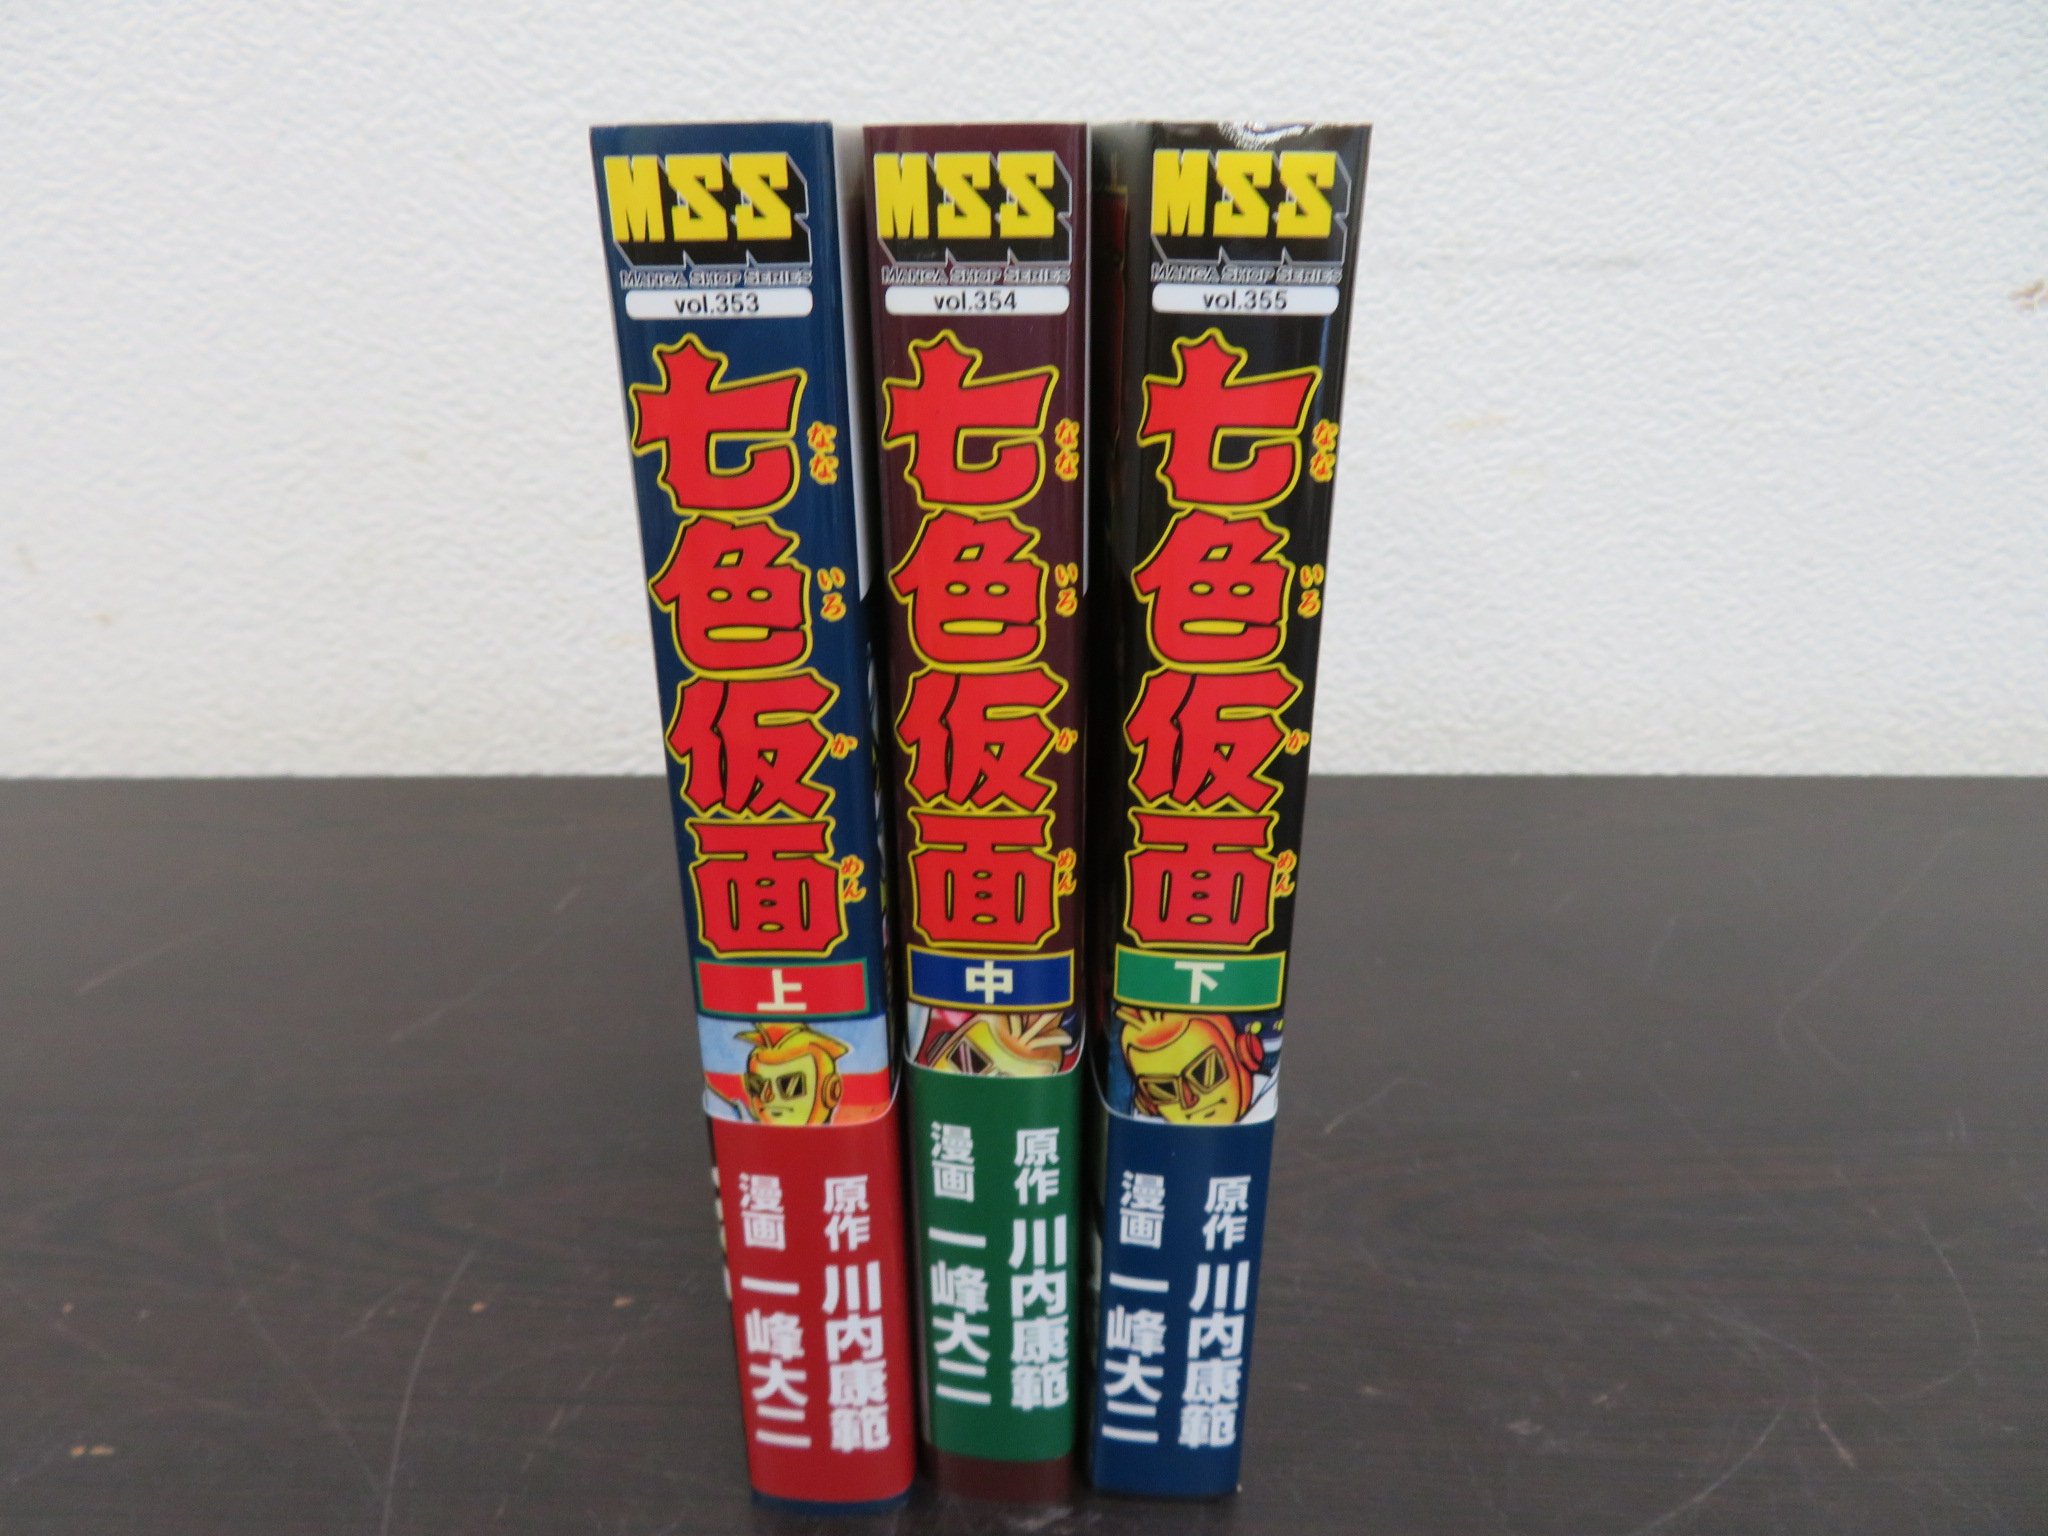 MSS
MANGA SHOP SERIES
vol.353
七色仮面
なないろかめん
上
原作 川内康範
漫画 一峰大二
MSS
MANGA SHOP SERIES
vol.354
七色仮面
なないろかめん
中
原作 川内康範
漫画 一峰大二
MSS
MANGA SHOP SERIES
vol.355
七色仮面
なないろかめん
下
原作 川内康範
漫画 一峰大二